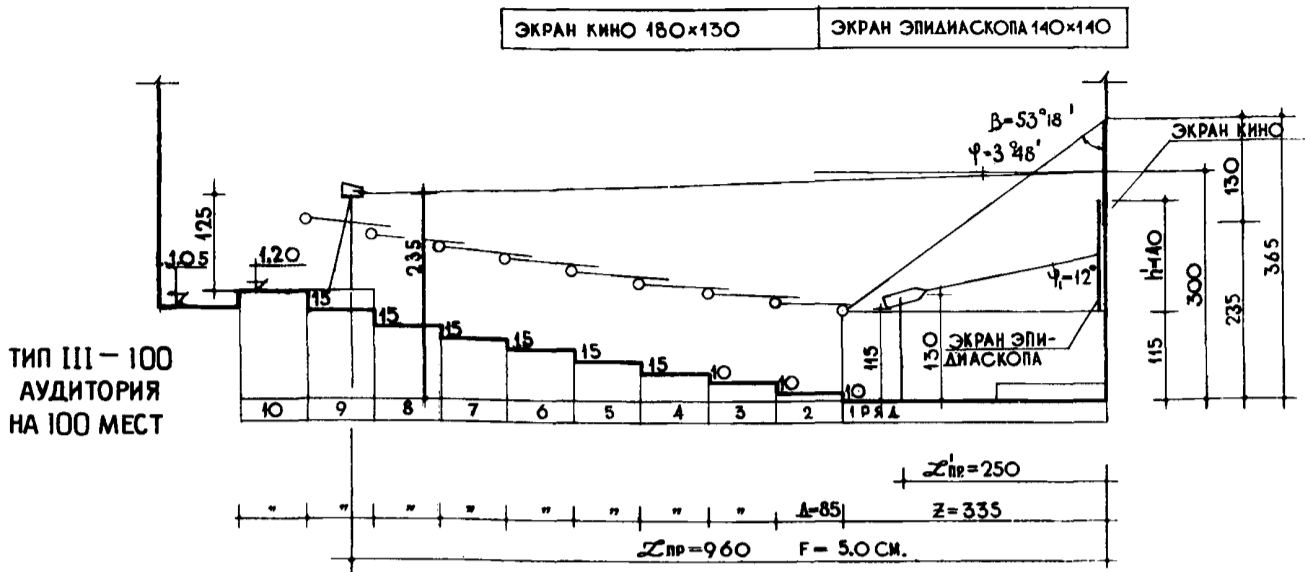 ЭКРАН КИНО 180×130
ЭКРАН ЭПИДИАСКОПА 140×140
β=53°18'
φ=3°48'
ЭКРАН КИНО
130
125
1,05
1.20
235
φ₁=12°
h'=140
300
235
365
15
15
15
15
15
15
10
10
10
115
130
ЭКРАН ЭПИ-
ДИАСКОПА
115
ТИП III – 100
АУДИТОРИЯ
НА 100 МЕСТ
10 9 8 7 6 5 4 3 2 1 РЯД
ℒ'пр=250
" " " " " " " " Δ=85 Z=335
ℒпр=960 F= 5.0 СМ.